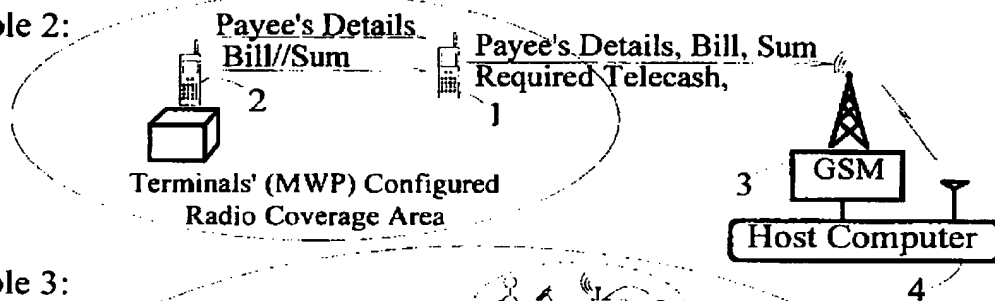 ple 2:
Payee's Details
Bill//Sum
2
1
Payee's Details, Bill, Sum
Required Telecash,
Terminals' (MWP) Configured
Radio Coverage Area
3
GSM
Host Computer
4
ple 3: